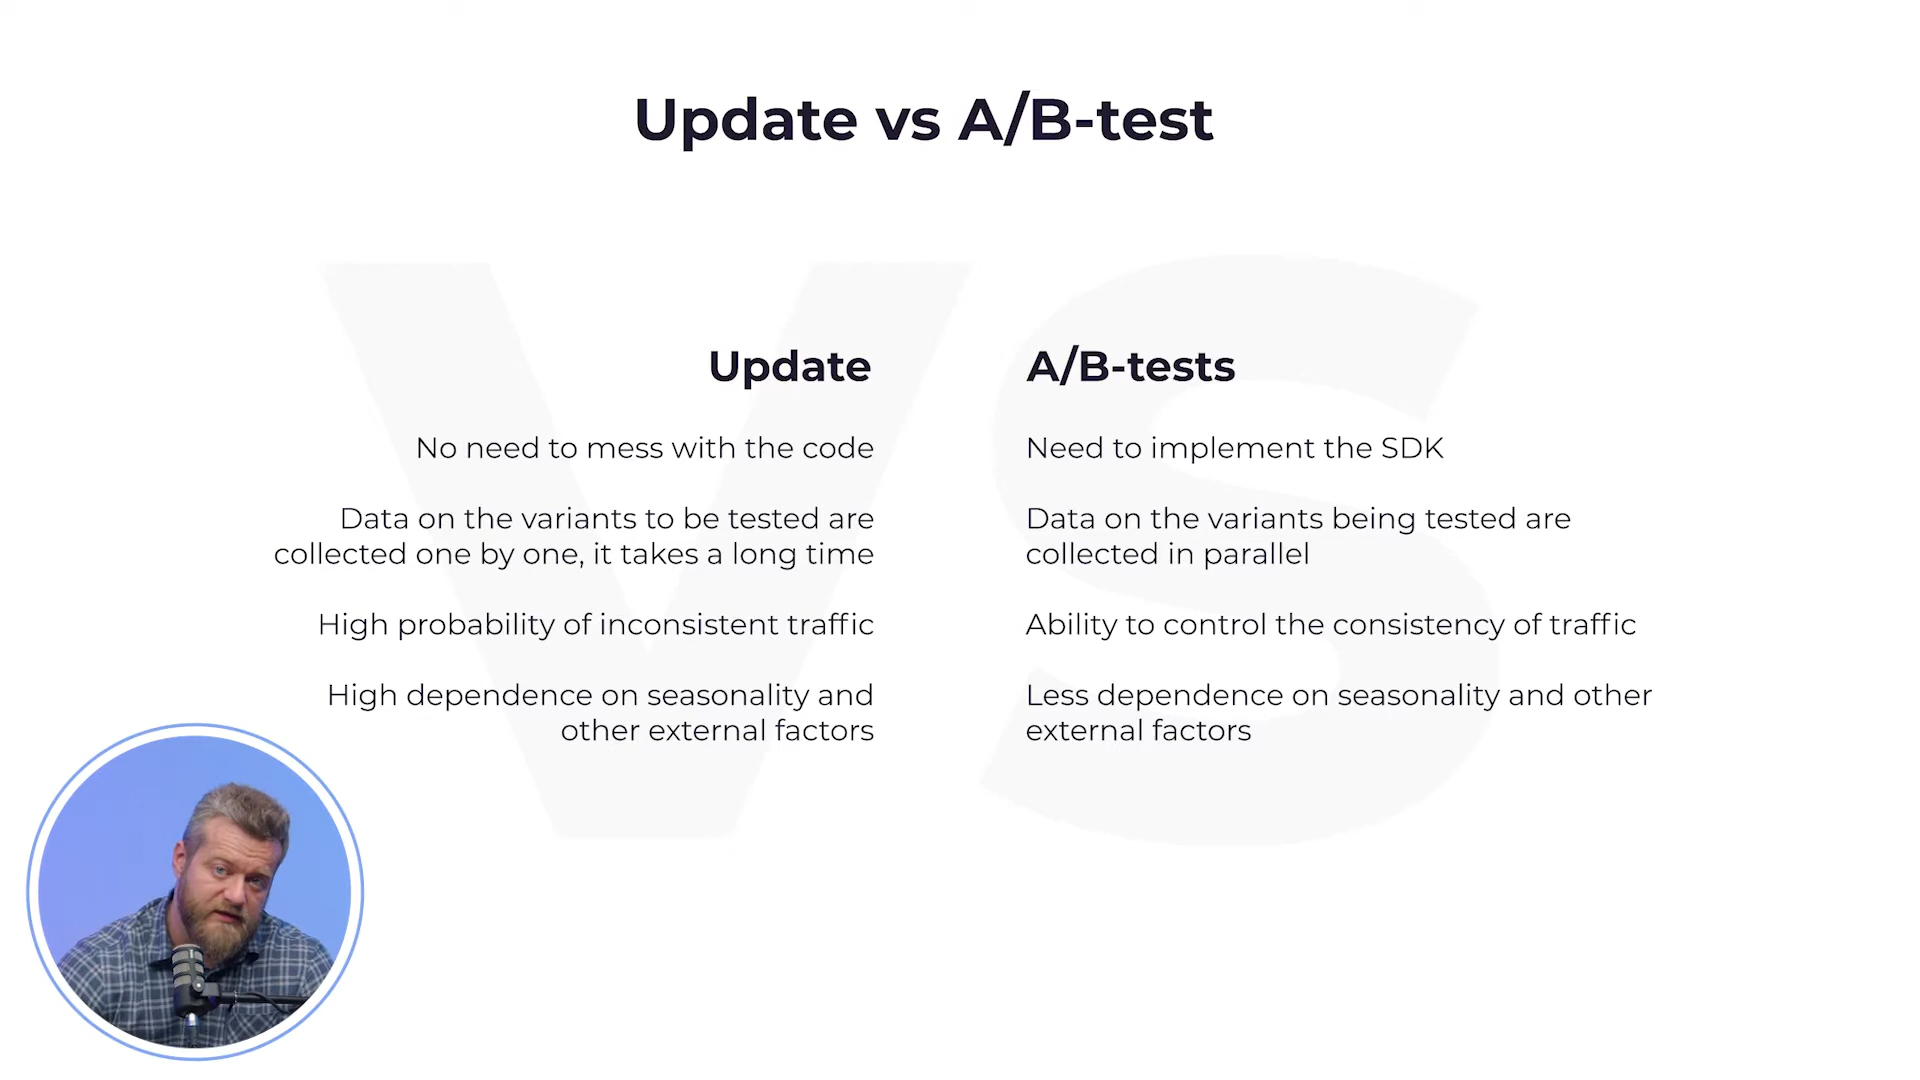 Update vs A/B-test
Update
No need to mess with the code
Data on the variants to be tested are
collected one by one, it takes a long time
High probability of inconsistent traffic
High dependence on seasonality and
other external factors
A/B-tests
Need to implement the SDK
Data on the variants being tested are
collected in parallel
Ability to control the consistency of traffic
Less dependence on seasonality and other
external factors
VS